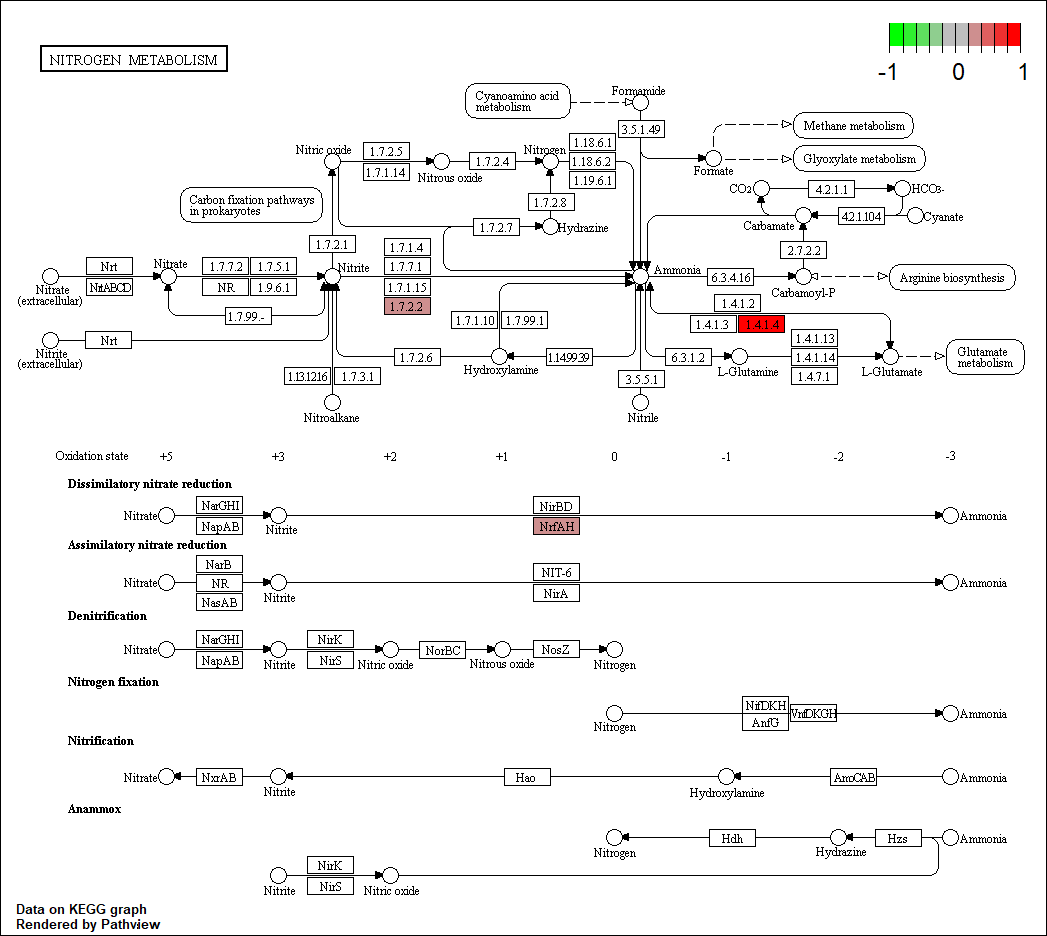 NITROGEN METABOLISM
-1 0 1
Cyanoamino acid
metabolism
Formamide
3.5.1.49
Methane metabolism
Nitric oxide
1.7.2.5
1.7.1.14
Nitrous oxide
1.7.2.4
Nitrogen
1.18.6.1
1.18.6.2
1.19.6.1
Formate
Glyoxylate metabolism
Carbon fixation pathways
in prokaryotes
1.7.2.8
CO2
4.2.1.1
HCO3-
1.7.2.7
Hydrazine
Carbamate
4.2.1.104
Cyanate
1.7.2.1
1.7.1.4
1.7.7.1
1.7.1.15
1.7.2.2
2.7.2.2
Nrt
NrtABCD
Nitrate
(extracellular)
Nitrate
1.7.7.2
1.7.5.1
NR
1.9.6.1
Nitrite
Ammonia
6.3.4.16
Carbamoyl-P
Arginine biosynthesis
1.7.99.-
1.7.1.10
1.7.99.1
1.4.1.2
1.4.1.3
1.4.1.4
Nrt
Nitrite
(extracellular)
1.7.2.6
Hydroxylamine
1.14.99.39
6.3.1.2
L-Glutamine
1.4.1.13
1.4.1.14
1.4.7.1
L-Glutamate
Glutamate
metabolism
1.13.12.16
1.7.3.1
3.5.5.1
Nitroalkane
Nitrile
Oxidation state +5 +3 +2 +1 0 -1 -2 -3
Dissimilatory nitrate reduction
Nitrate
NarGHI
NapAB
Nitrite
NirBD
NrfAH
Ammonia
Assimilatory nitrate reduction
Nitrate
NarB
NR
NasAB
Nitrite
NIT-6
NirA
Ammonia
Denitrification
Nitrate
NarGHI
NapAB
Nitrite
NirK
NirS
Nitric oxide
NorBC
Nitrous oxide
NosZ
Nitrogen
Nitrogen fixation
Nitrogen
NifDKH
AnfG
VnfDKGH
Ammonia
Nitrification
Nitrate
NxrAB
Nitrite
Hao
Hydroxylamine
AmoCAB
Ammonia
Anammox
Nitrogen
Hdh
Hydrazine
Hzs
Ammonia
Nitrite
NirK
NirS
Nitric oxide
Data on KEGG graph
Rendered by Pathview